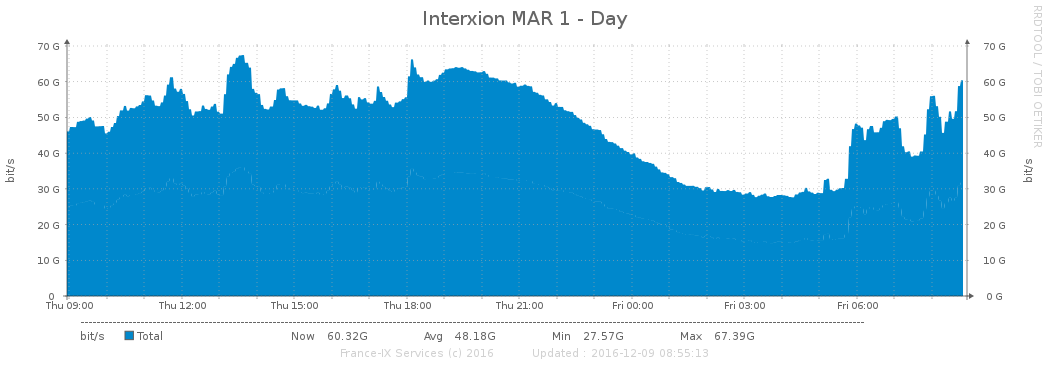 Interxion MAR 1 - Day
RRDTOOL / TOBI OETIKER
70 G 70 G
60 G 60 G
50 G 50 G
40 G 40 G
30 G 30 G
20 G 20 G
10 G 10 G
0 0 G
bit/s bit/s
Thu 09:00 Thu 12:00 Thu 15:00 Thu 18:00 Thu 21:00 Fri 00:00 Fri 03:00 Fri 06:00
bit/s Total Now 60.32G Avg 48.18G Min 27.57G Max 67.39G
France-IX Services (c) 2016 Updated : 2016-12-09 08:55:13